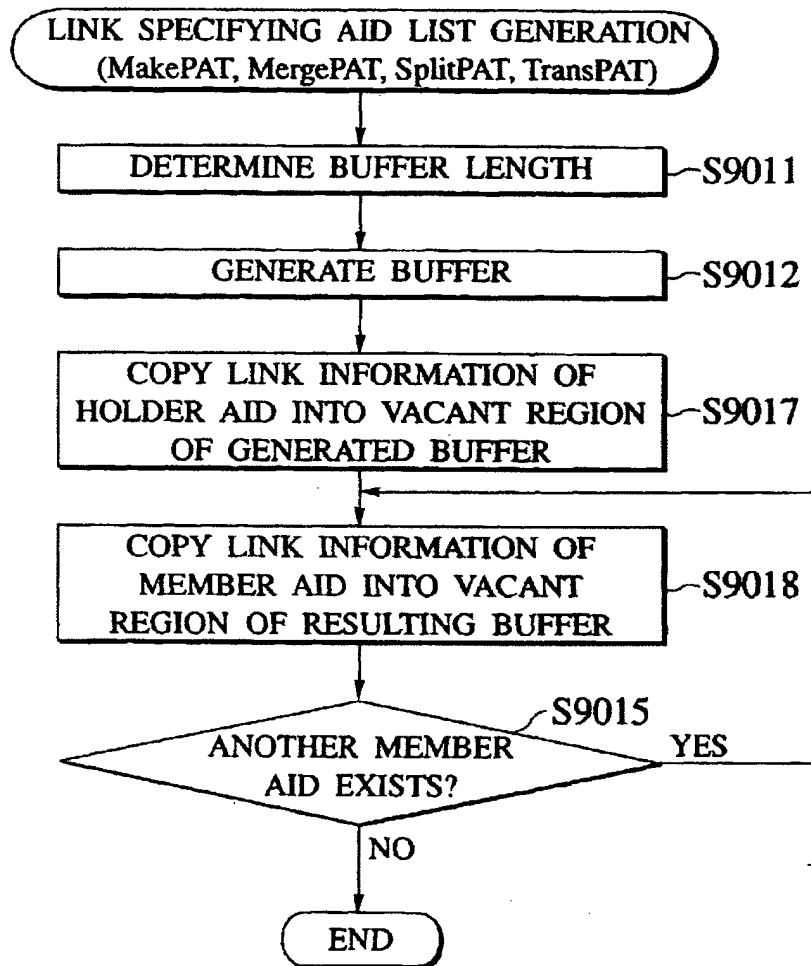 LINK SPECIFYING AID LIST GENERATION
(MakePAT, MergePAT, SplitPAT, TransPAT)
DETERMINE BUFFER LENGTH
S9011
GENERATE BUFFER
S9012
COPY LINK INFORMATION OF
HOLDER AID INTO VACANT REGION
OF GENERATED BUFFER
S9017
COPY LINK INFORMATION OF
MEMBER AID INTO VACANT
REGION OF RESULTING BUFFER
S9018
S9015
ANOTHER MEMBER
AID EXISTS?
YES
NO
END